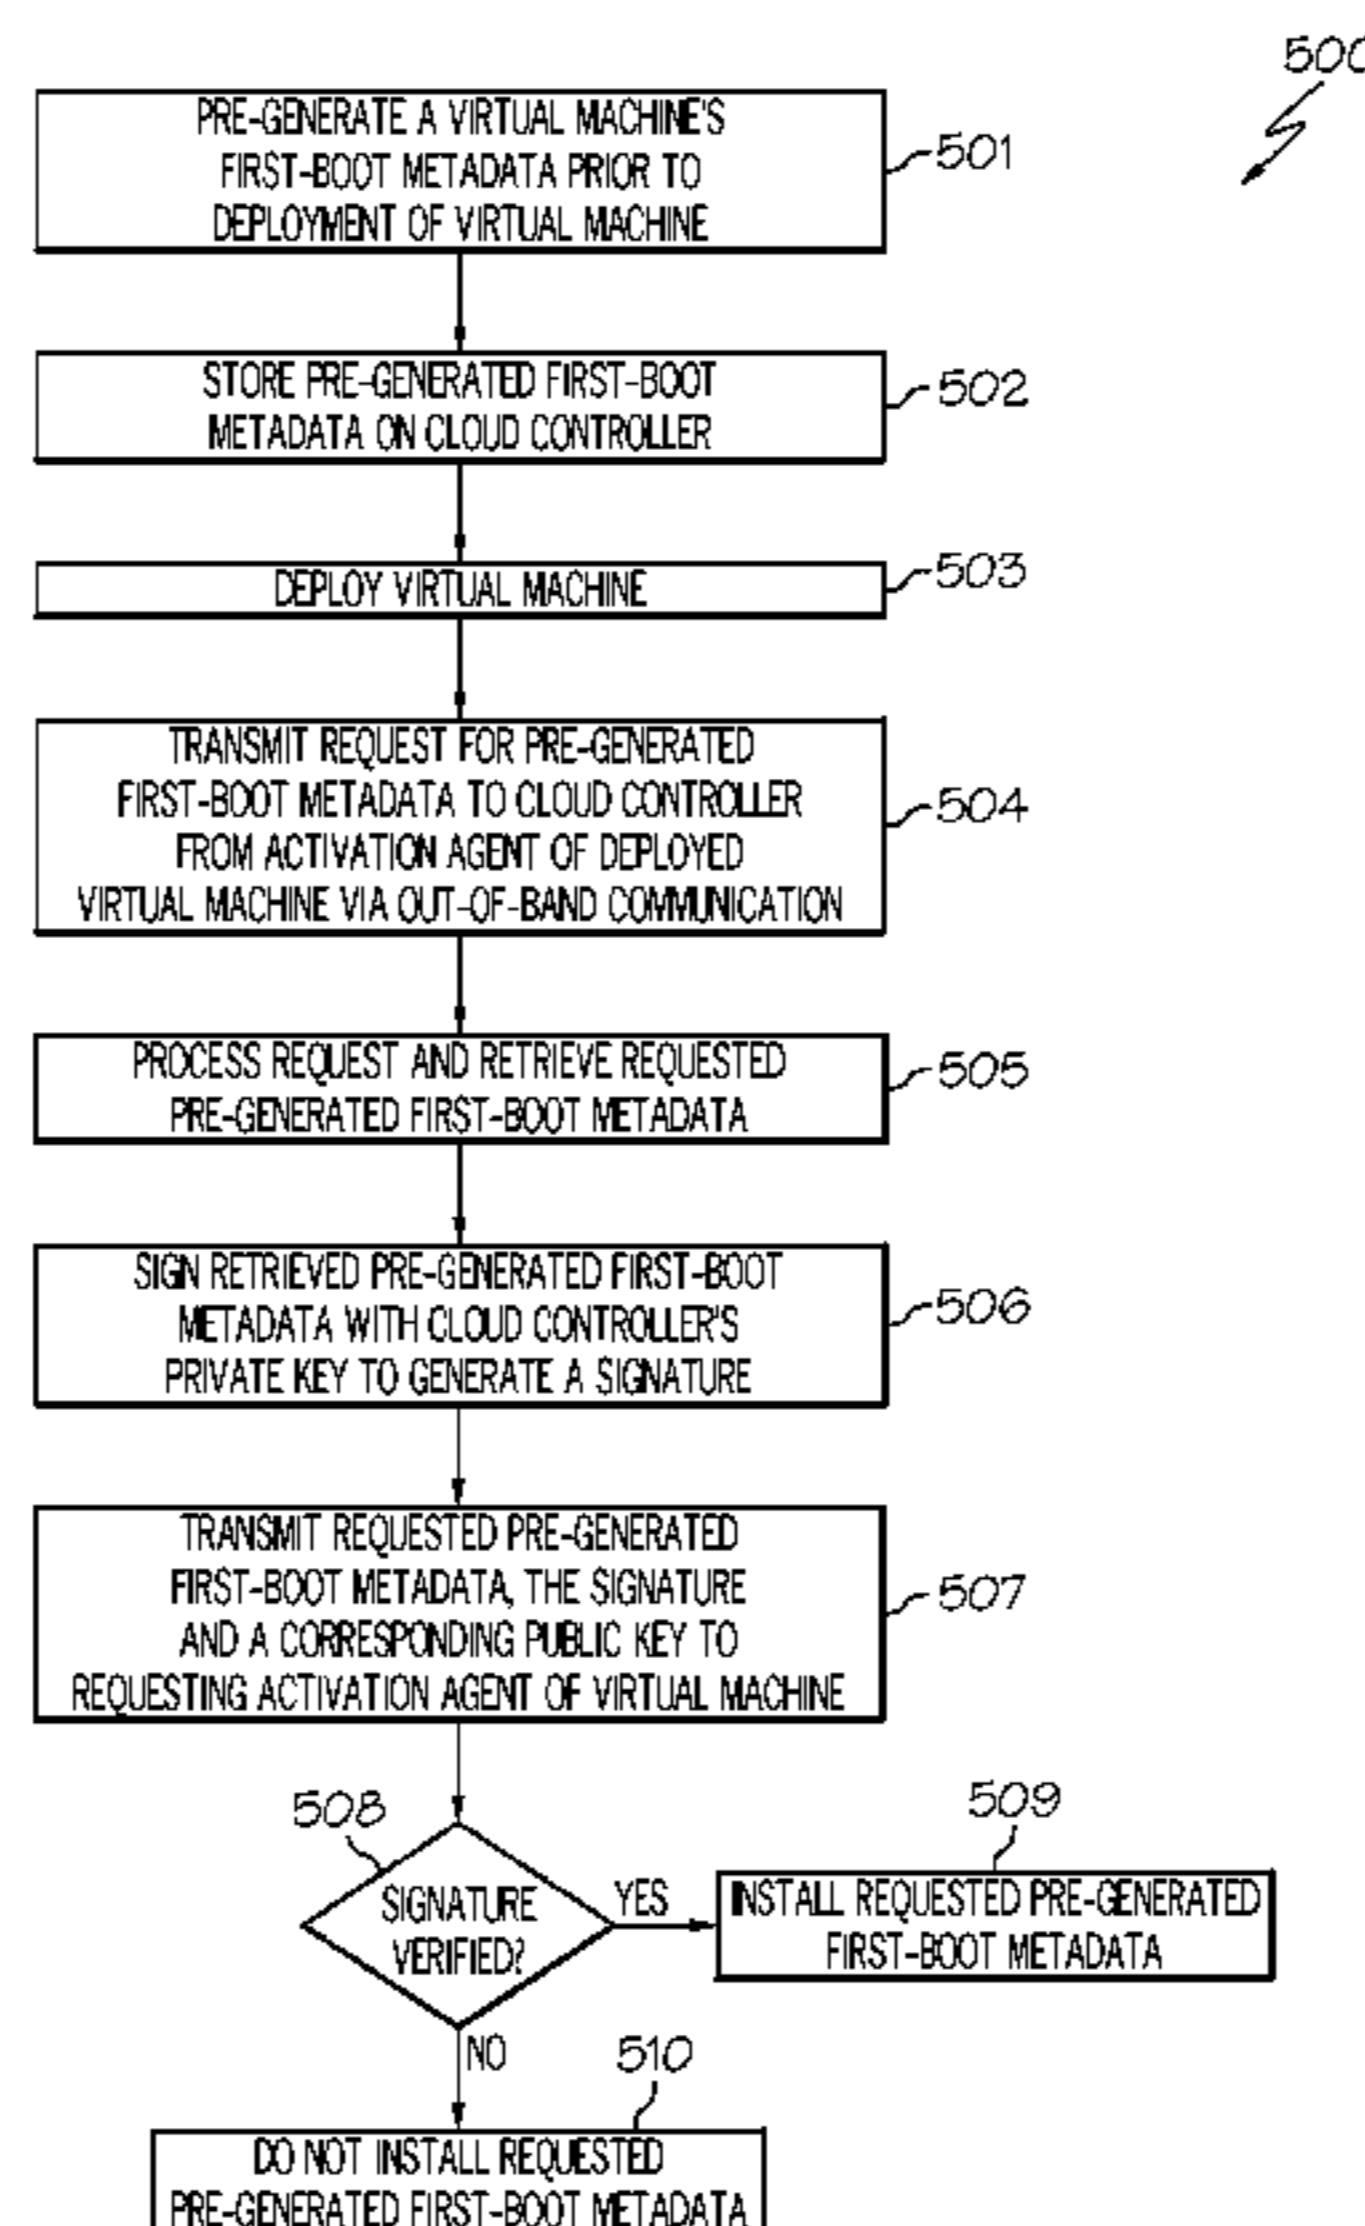 500
PRE-GENERATE A VIRTUAL MACHINE'S
FIRST-BOOT METADATA PRIOR TO
DEPLOYMENT OF VIRTUAL MACHINE
501
STORE PRE-GENERATED FIRST-BOOT
METADATA ON CLOUD CONTROLLER
502
DEPLOY VIRTUAL MACHINE
503
TRANSMIT REQUEST FOR PRE-GENERATED
FIRST-BOOT METADATA TO CLOUD CONTROLLER
FROM ACTIVATION AGENT OF DEPLOYED
VIRTUAL MACHINE VIA OUT-OF-BAND COMMUNICATION
504
PROCESS REQUEST AND RETRIEVE REQUESTED
PRE-GENERATED FIRST-BOOT METADATA
505
SIGN RETRIEVED PRE-GENERATED FIRST-BOOT
METADATA WITH CLOUD CONTROLLER'S
PRIVATE KEY TO GENERATE A SIGNATURE
506
TRANSMIT REQUESTED PRE-GENERATED
FIRST-BOOT METADATA, THE SIGNATURE
AND A CORRESPONDING PUBLIC KEY TO
REQUESTING ACTIVATION AGENT OF VIRTUAL MACHINE
507
508
SIGNATURE
VERIFIED?
YES
509
INSTALL REQUESTED PRE-GENERATED
FIRST-BOOT METADATA
NO
510
DO NOT INSTALL REQUESTED
PRE-GENERATED FIRST-BOOT METADATA